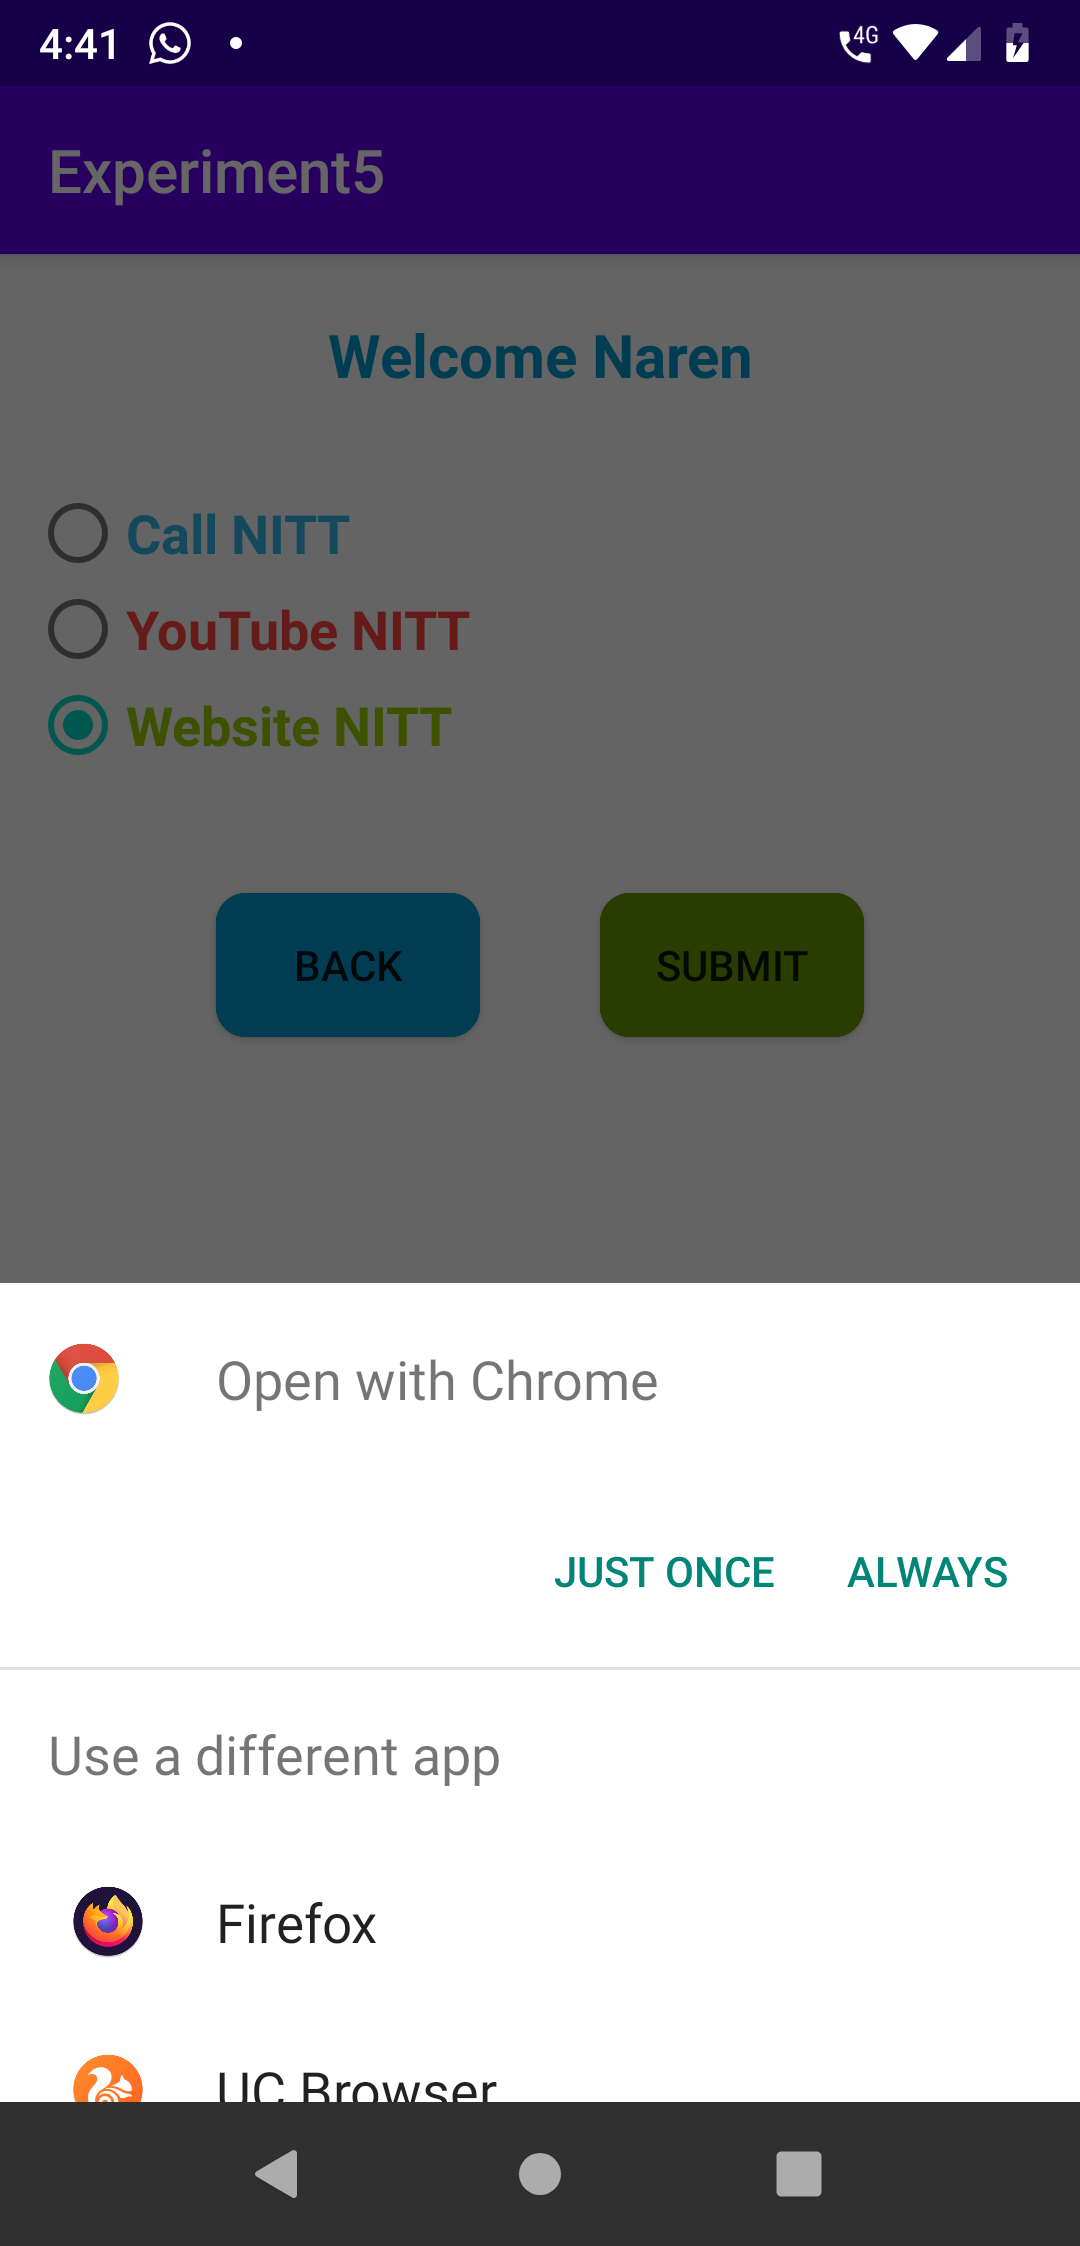 4:41
4G
Experiment5
Welcome Naren
Call NITT
YouTube NITT
Website NITT
BACK SUBMIT
Open with Chrome
JUST ONCE ALWAYS
Use a different app
Firefox
UC Browser